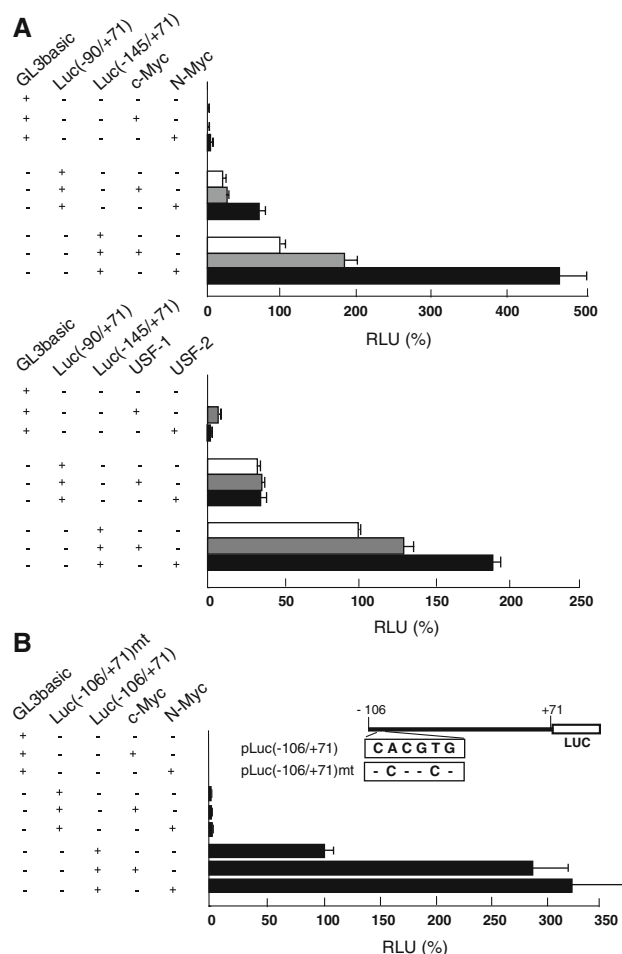 A
GL3basic Luc(-90/+71) Luc(-145/+71) c-Myc N-Myc
+ - - - -
+ - - + -
+ - - - +
- + - - -
- + - + -
- + - - +
- - + - -
- - + + -
- - + - +
0 100 200 300 400 500
RLU (%)
GL3basic Luc(-90/+71) Luc(-145/+71) USF-1 USF-2
+ - - - -
+ - - + -
+ - - - +
- + - - -
- + - + -
- + - - +
- - + - -
- - + + -
- - + - +
0 50 100 150 200 250
RLU (%)
B
GL3basic Luc(-106/+71)mt Luc(-106/+71) c-Myc N-Myc
+ - - - -
+ - - + -
+ - - - +
- + - - -
- + - + -
- + - - +
- - + - -
- - + + -
- - + - +
- 106 +71
LUC
pLuc(-106/+71) C A C G T G
pLuc(-106/+71)mt - C - - C -
0 50 100 150 200 250 300 350
RLU (%)